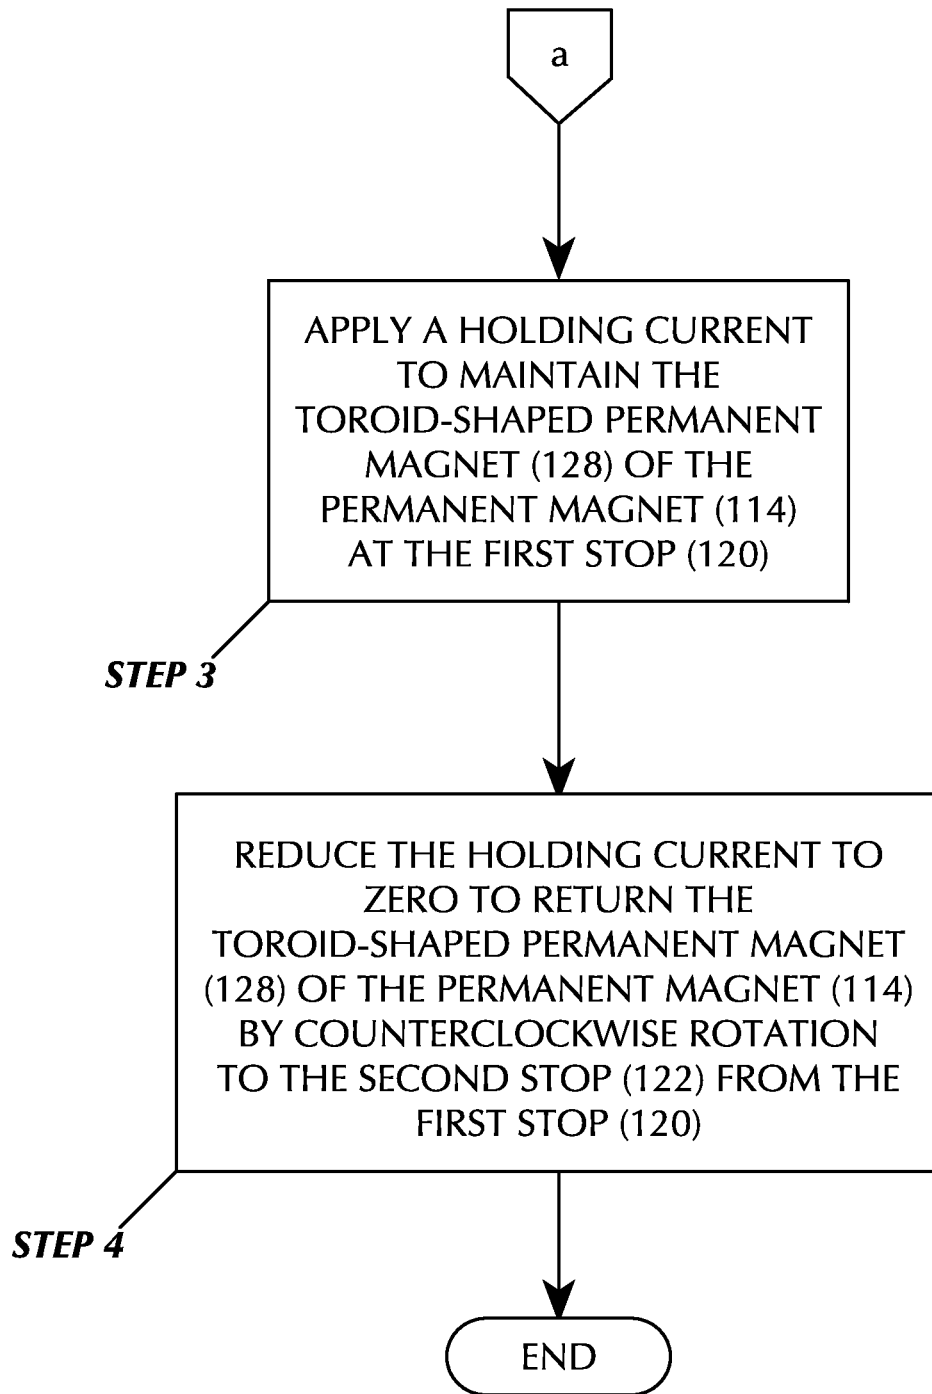 a
APPLY A HOLDING CURRENT
TO MAINTAIN THE
TOROID-SHAPED PERMANENT
MAGNET (128) OF THE
PERMANENT MAGNET (114)
AT THE FIRST STOP (120)
STEP 3
REDUCE THE HOLDING CURRENT TO
ZERO TO RETURN THE
TOROID-SHAPED PERMANENT MAGNET
(128) OF THE PERMANENT MAGNET (114)
BY COUNTERCLOCKWISE ROTATION
TO THE SECOND STOP (122) FROM THE
FIRST STOP (120)
STEP 4
END